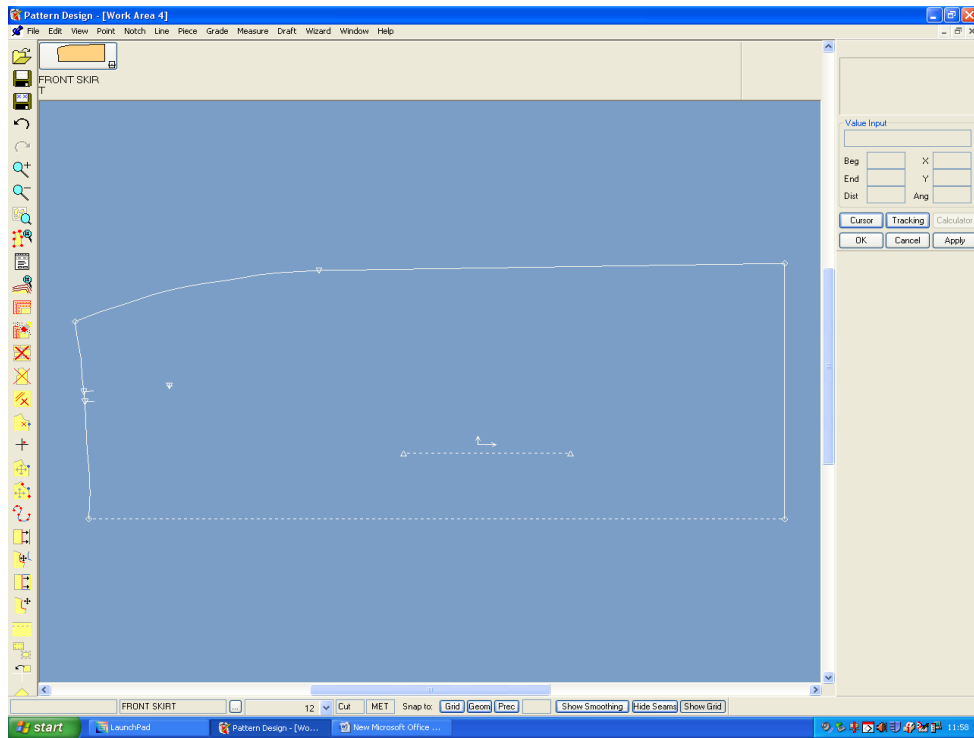 Pattern Design - [Work Area 4]
File Edit View Point Notch Line Piece Grade Measure Draft Wizard Window Help
FRONT SKIR
T
Value Input
Beg X
End Y
Dist Ang
Cursor Tracking Calculator
OK Cancel Apply
FRONT SKIRT ... 12 Cut MET Snap to: Grid Geom Prec Show Smoothing Hide Seams Show Grid
start LaunchPad Pattern Design - [Wo... New Microsoft Office ... 11:58